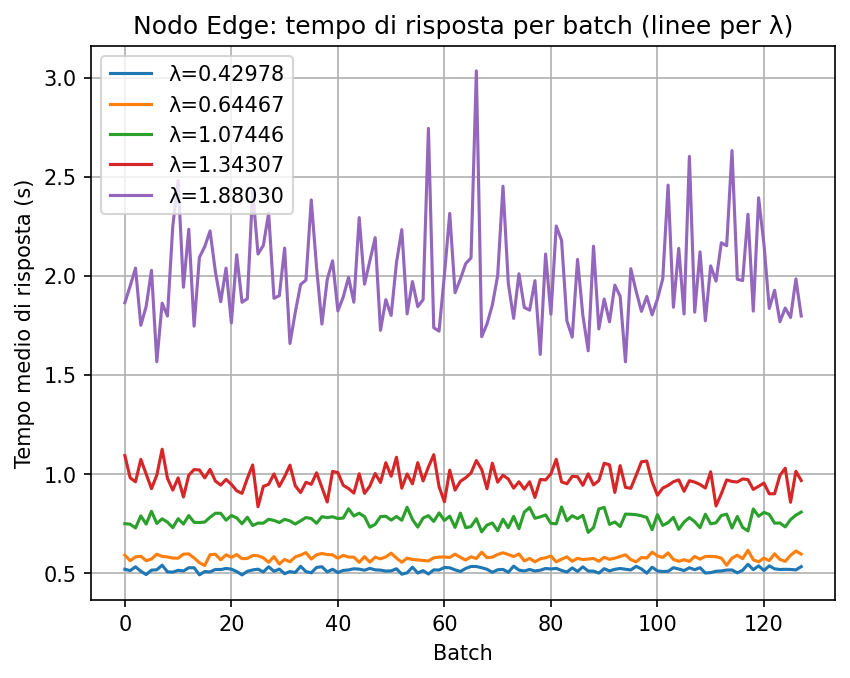 Nodo Edge: tempo di risposta per batch (linee per λ)
λ=0.42978
λ=0.64467
λ=1.07446
λ=1.34307
λ=1.88030
Tempo medio di risposta (s)
3.0
2.5
2.0
1.5
1.0
0.5
0 20 40 60 80 100 120
Batch